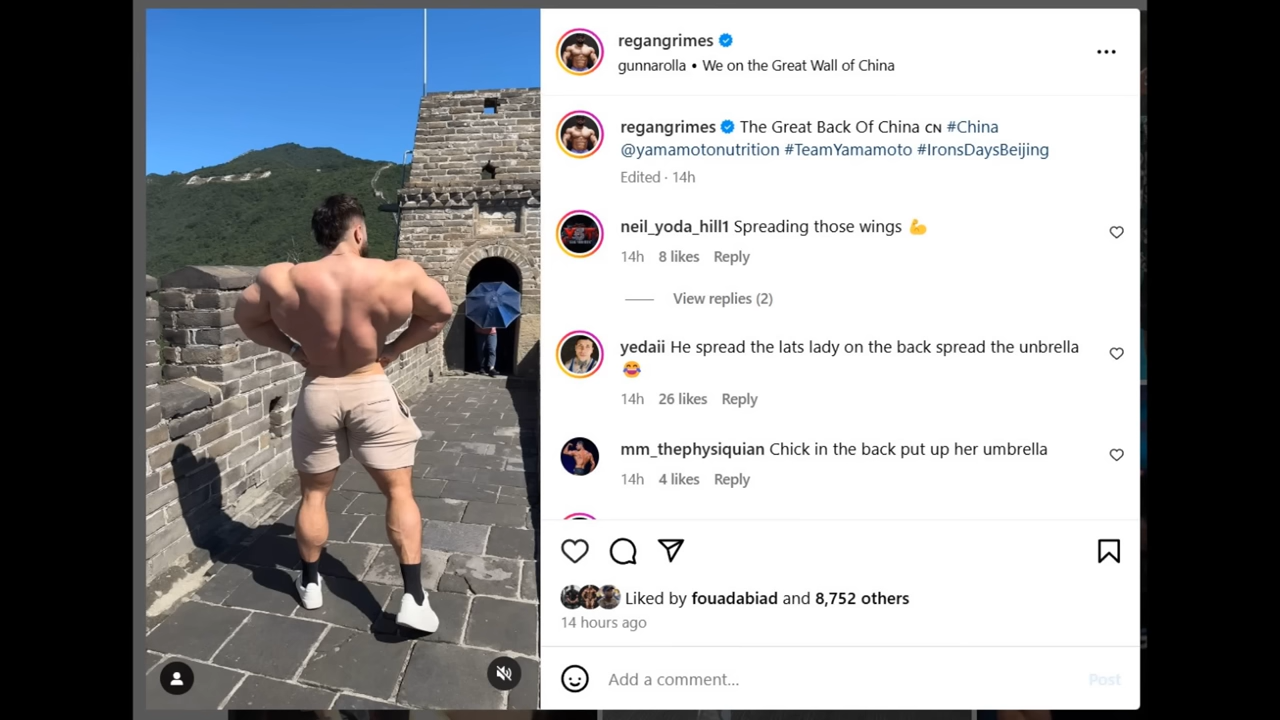 regangrimes
gunnarolla • We on the Great Wall of China
regangrimes The Great Back Of China ᴄɴ #China
@yamamotonutrition #TeamYamamoto #IronsDaysBeijing
Edited · 14h
neil_yoda_hill1 Spreading those wings 💪
14h 8 likes Reply
View replies (2)
yedaii He spread the lats lady on the back spread the unbrella
😂
14h 26 likes Reply
mm_thephysiquian Chick in the back put up her umbrella
14h 4 likes Reply
Liked by fouadabiad and 8,752 others
14 hours ago
Add a comment...
Post